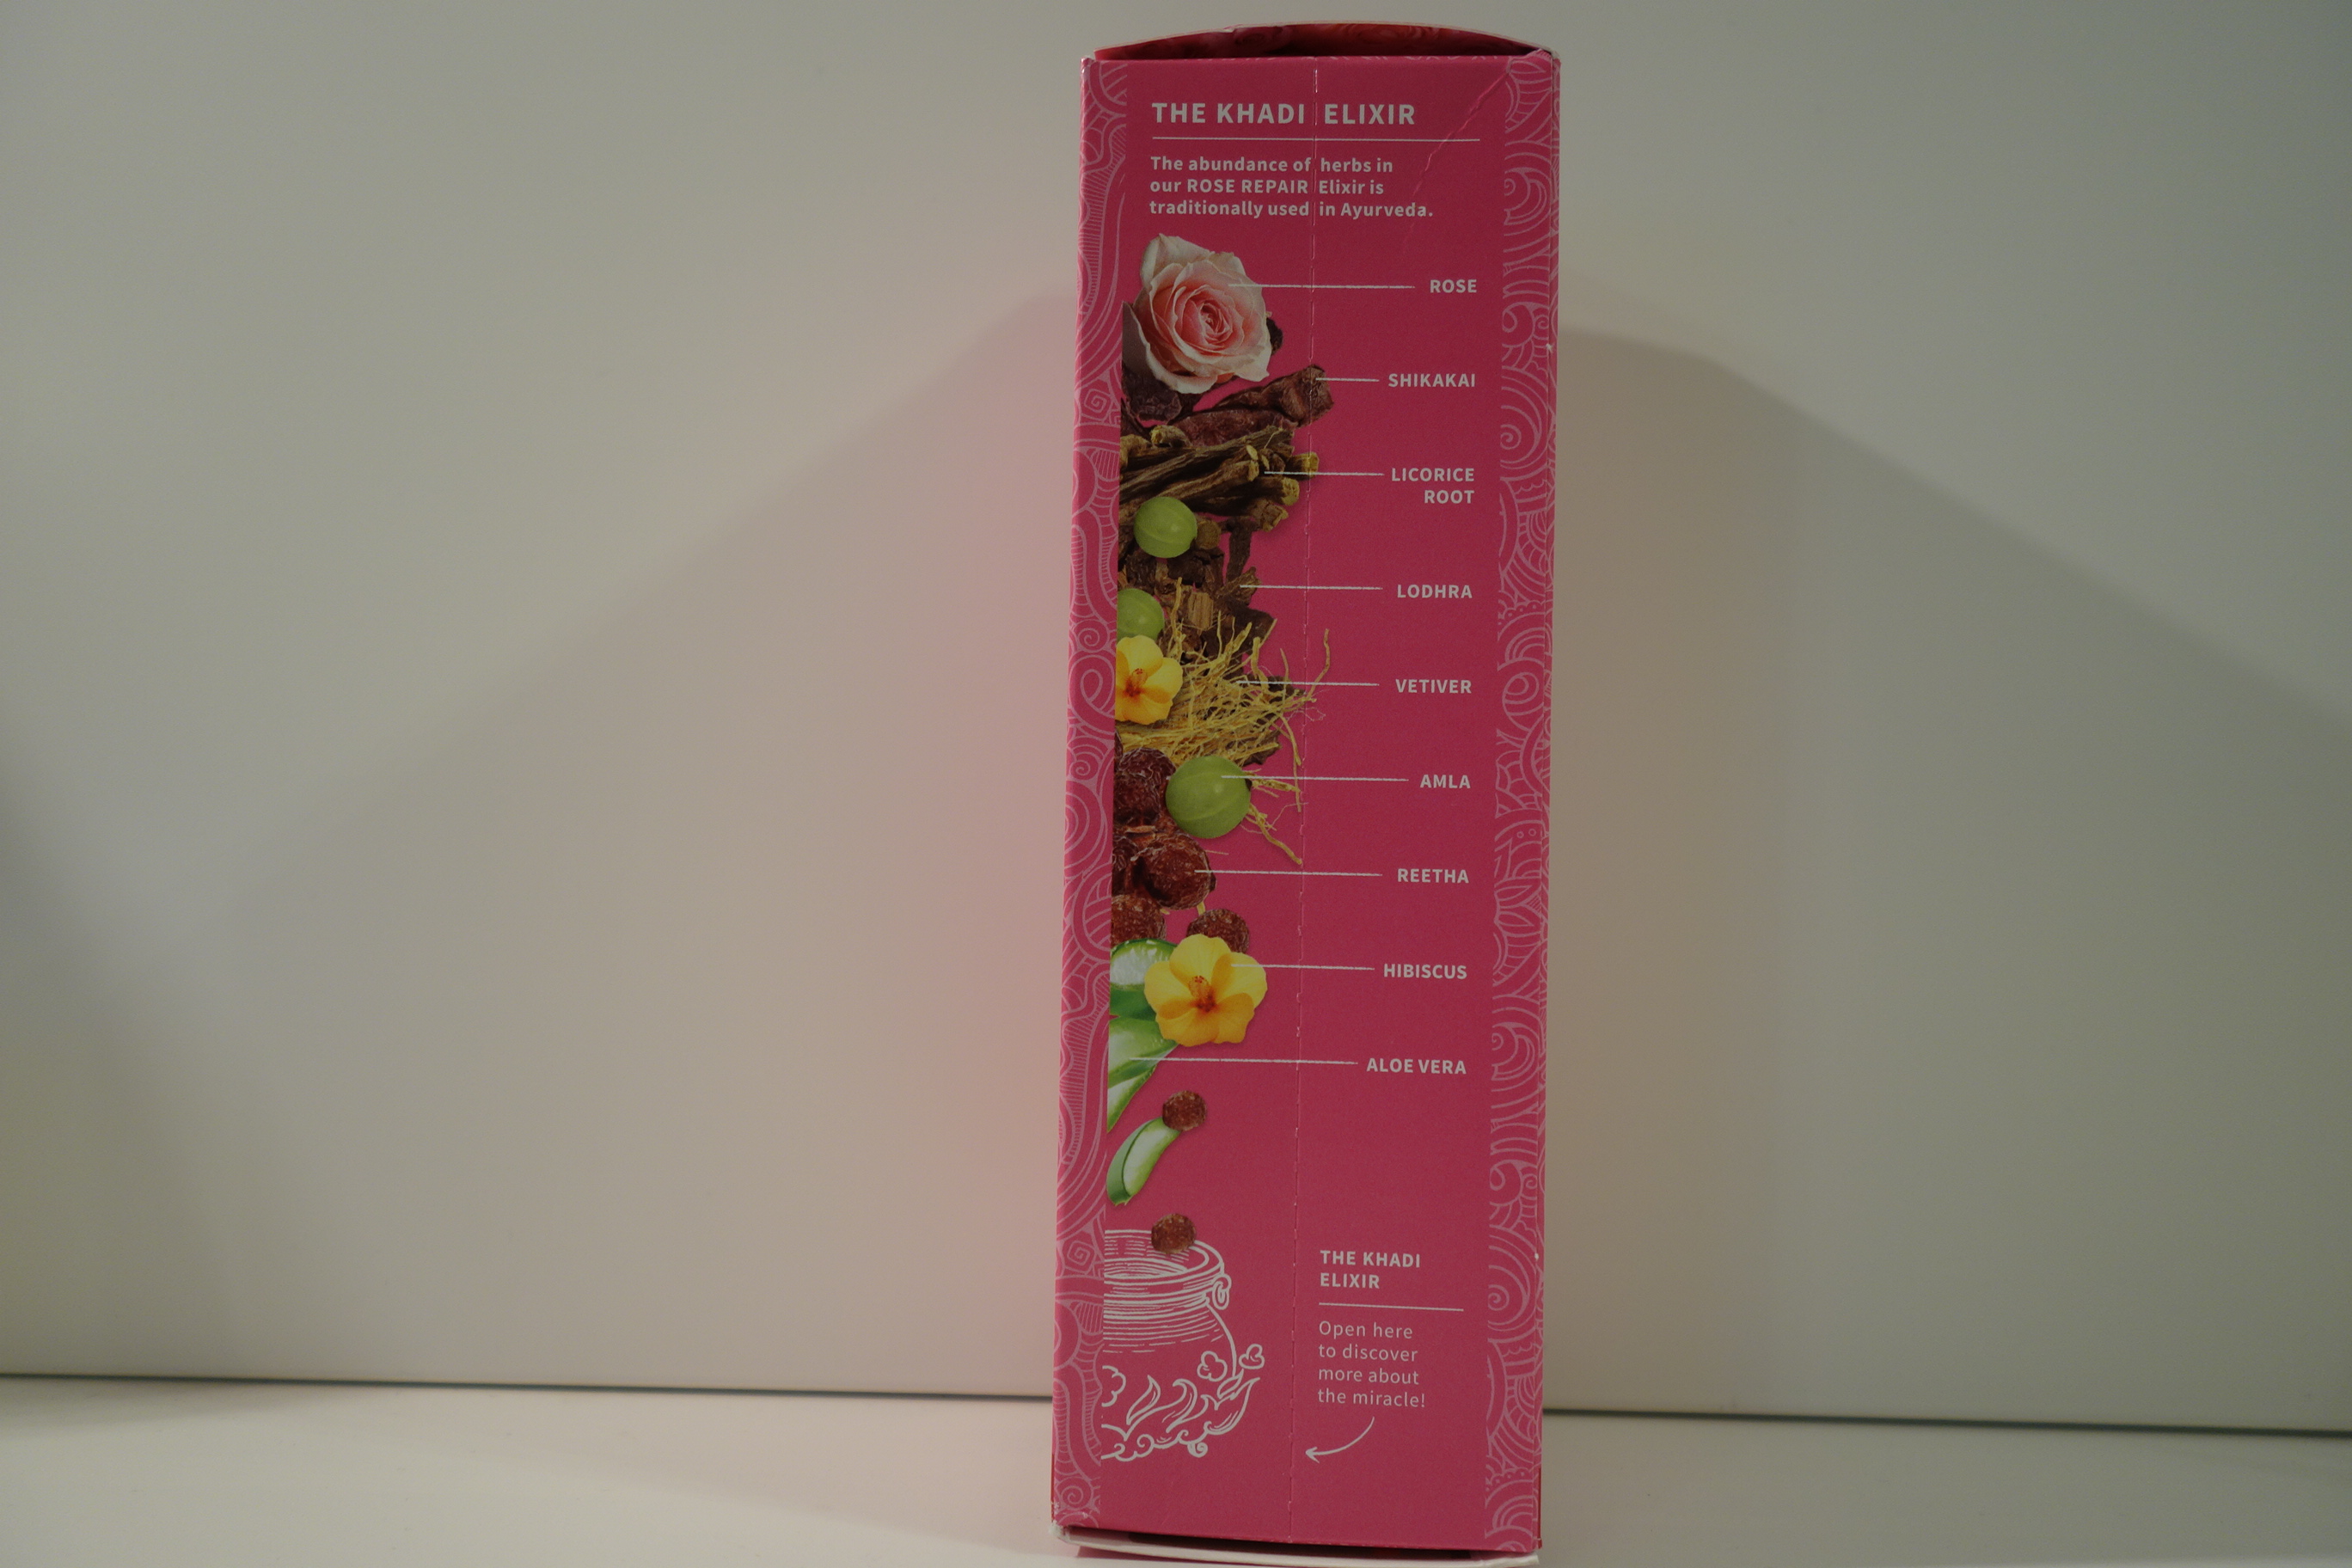 THE KHADI ELIXIR
The abundance of herbs in
our ROSE REPAIR Elixir is
traditionally used in Ayurveda.
ROSE
SHIKAKAI
LICORICE
ROOT
LODHRA
VETIVER
AMLA
REETHA
HIBISCUS
ALOE VERA
THE KHADI
ELIXIR
Open here
to discover
more about
the miracle!